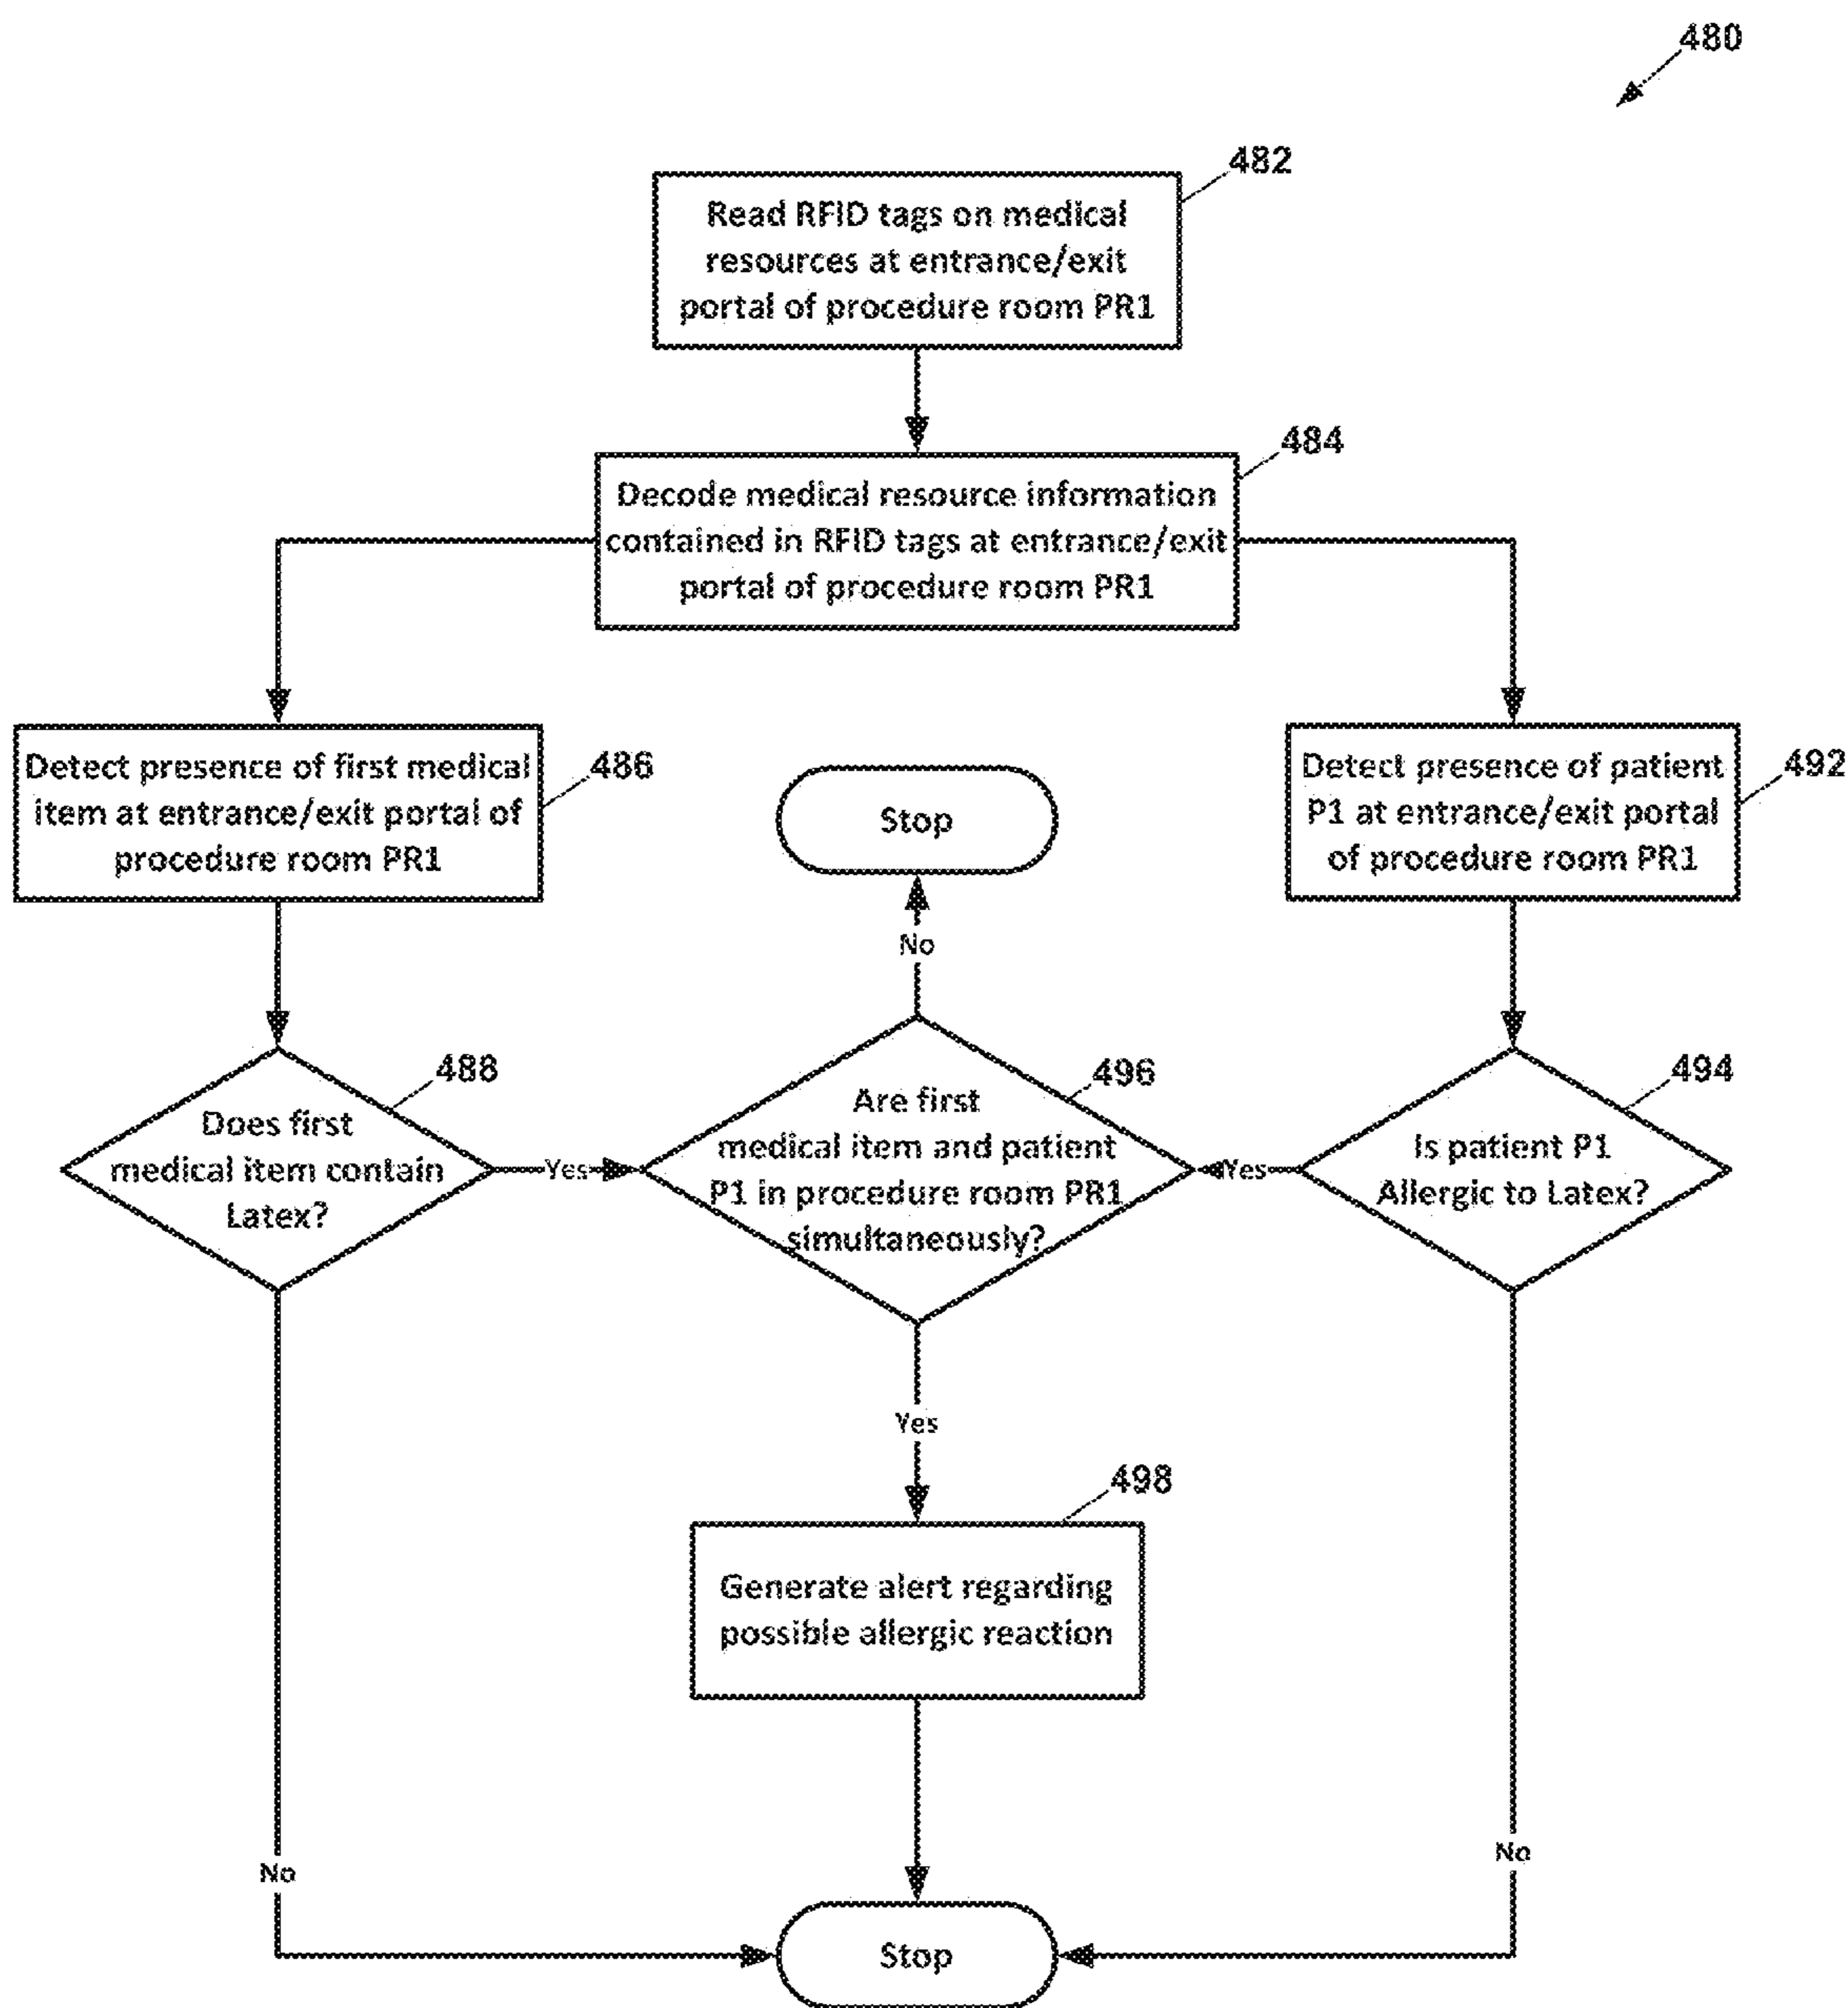 480
482
Read RFID tags on medical
resources at entrance/exit
portal of procedure room PR1
484
Decode medical resource information
contained in RFID tags at entrance/exit
portal of procedure room PR1
Detect presence of first medical
item at entrance/exit portal of
procedure room PR1
486
Stop
Detect presence of patient
P1 at entrance/exit portal
of procedure room PR1
492
No
488
Does first
medical item contain
Latex?
Yes
496
Are first
medical item and patient
P1 in procedure room PR1
simultaneously?
Yes
494
Is patient P1
Allergic to Latex?
Yes
498
Generate alert regarding
possible allergic reaction
No
No
Stop